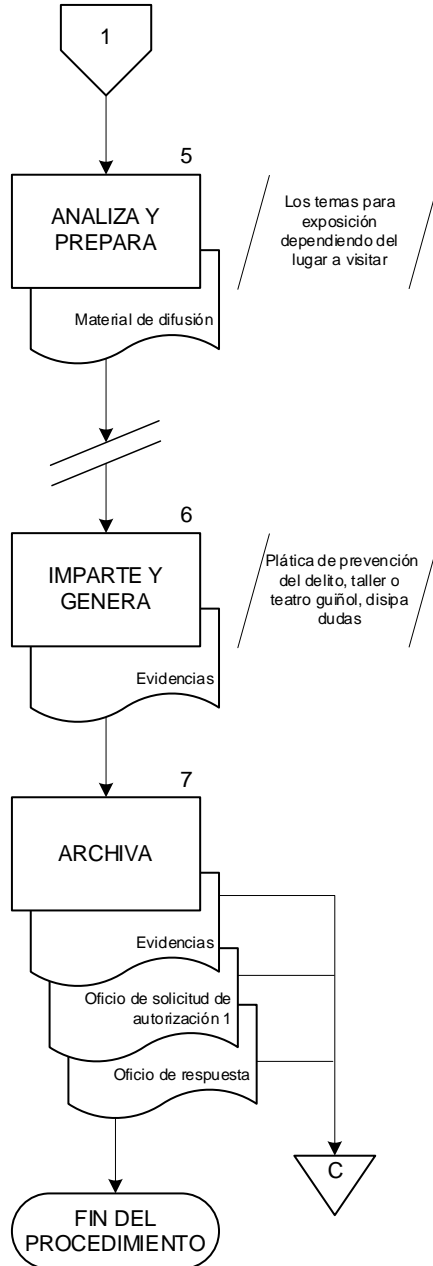 1
5
ANALIZA Y
PREPARA
Los temas para
exposición
dependiendo del
lugar a visitar
Material de difusión
6
IMPARTE Y
GENERA
Plática de prevención
del delito, taller o
teatro guiñol, disipa
dudas
Evidencias
7
ARCHIVA
Evidencias
Oficio de solicitud de
autorización 1
Oficio de respuesta
C
FIN DEL
PROCEDIMIENTO